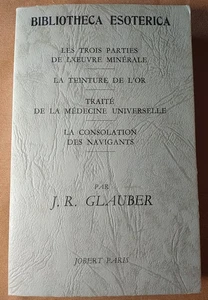 BIBLIOTHECA ESOTERICA
LES TROIS PARTIES
DE L'ŒUVRE MINÉRALE
LA TEINTURE DE L'OR
TRAITÉ
DE LA MÉDECINE UNIVERSELLE
LA CONSOLATION
DES NAVIGANTS
PAR
J. R. GLAUBER
JOBERT PARIS